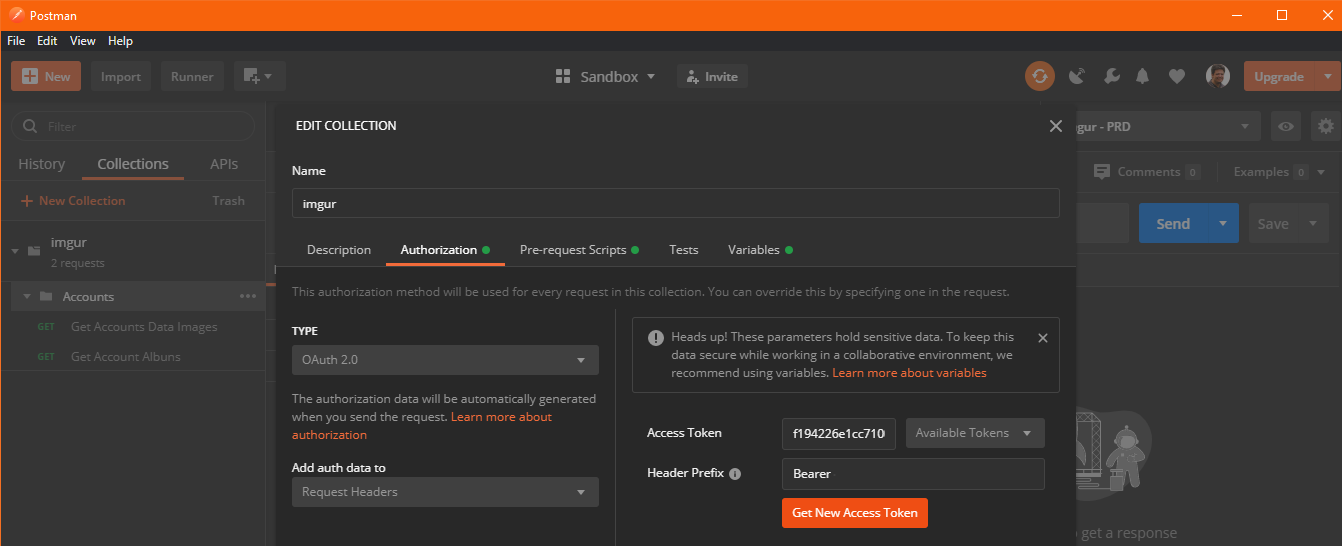 Postman
File Edit View Help
New Import Runner Sandbox Invite Upgrade
Filter
History Collections APIs
New Collection Trash
imgur
2 requests
Accounts
GET Get Accounts Data Images
GET Get Account Albuns
EDIT COLLECTION
Name
imgur
Description Authorization Pre-request Scripts Tests Variables
This authorization method will be used for every request in this collection. You can override this by specifying one in the request.
TYPE
OAuth 2.0
The authorization data will be automatically generated
when you send the request. Learn more about
authorization
Add auth data to
Request Headers
Heads up! These parameters hold sensitive data. To keep this
data secure while working in a collaborative environment, we
recommend using variables. Learn more about variables
Access Token f194226e1cc710 Available Tokens
Header Prefix Bearer
Get New Access Token
gur - PRD
Comments 0 Examples 0
Send Save
get a response